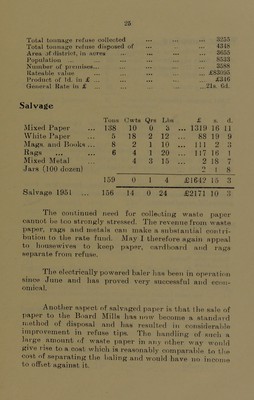 25
Total tonnage refuse collected ... 3255
Total tonnage refuse disposed of ... 4348
Area of district, in acres ... 3655
Population ... 8533
Number of premises... 3588
Rateable value £83095
Product of 1d. in £ ... £346
General Rate in £ ... 21s. 6d.
Salvage
Tons Cwts Qrs Lbs £ s. d.
Mixed Paper ... 138 10 0 3 ... 1319 16 11
White Paper ... 5 18 2 12 ... 88 19 9
Mags. and Books... 8 2 1 10 ... 111 2 3
Rags ... 6 4 1 20 ... 117 16 1
Mixed Metal 4 3 15 ... 2 18 7
Jars (100 dozen) 2 1 8
159 0 1 4 £1642 15 3
Salvage 1951 ... 156 14 0 24 £2171 10 3
The continued need for collecting waste paper
cannot be too strongly stressed. The revenue from waste
paper, rags and metals can make a substantial contri-
bution to the rate fund. May I therefore again appeal
to housewives to keep paper, cardboard and rags
separate from refuse.
The electrically powered baler has been in operation
since June and has proved very successful and econ-
omical.
Another aspect of salvaged paper is that the sale of
paper to the Board Mills has now become a standard
method of disposal and has resulted in considerable
improvement in refuse tips. The handling of such a
large amount of waste paper in any other way would
give rise to a cost which is reasonably comparable to the
cost of separating the baling and would have no income
to offset against it.